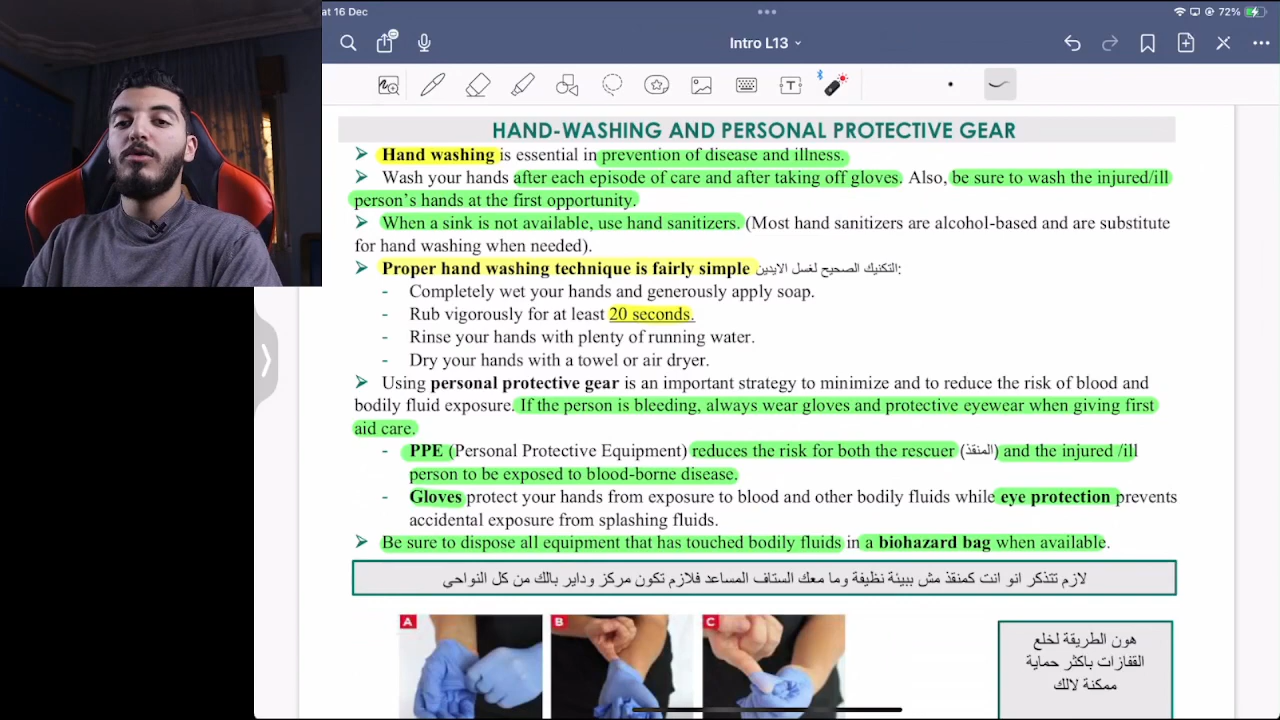 at 16 Dec
72%
Intro L13
HAND-WASHING AND PERSONAL PROTECTIVE GEAR
➢ Hand washing is essential in prevention of disease and illness.
➢ Wash your hands after each episode of care and after taking off gloves. Also, be sure to wash the injured/ill
person's hands at the first opportunity.
➢ When a sink is not available, use hand sanitizers. (Most hand sanitizers are alcohol-based and are substitute
for hand washing when needed).
➢ Proper hand washing technique is fairly simple التكنيك الصحيح لغسل الايدين:
- Completely wet your hands and generously apply soap.
- Rub vigorously for at least 20 seconds.
- Rinse your hands with plenty of running water.
- Dry your hands with a towel or air dryer.
➢ Using personal protective gear is an important strategy to minimize and to reduce the risk of blood and
bodily fluid exposure. If the person is bleeding, always wear gloves and protective eyewear when giving first
aid care.
- PPE (Personal Protective Equipment) reduces the risk for both the rescuer (المنقذ) and the injured /ill
person to be exposed to blood-borne disease.
- Gloves protect your hands from exposure to blood and other bodily fluids while eye protection prevents
accidental exposure from splashing fluids.
➢ Be sure to dispose all equipment that has touched bodily fluids in a biohazard bag when available.
لازم تتذكر انو انت كمنقذ مش ببيئة نظيفة وما معك الستاف المساعد فلازم تكون مركز وداير بالك من كل النواحي
A
B
C
هون الطريقة لخلع
القفازات باكثر حماية
ممكنة لالك